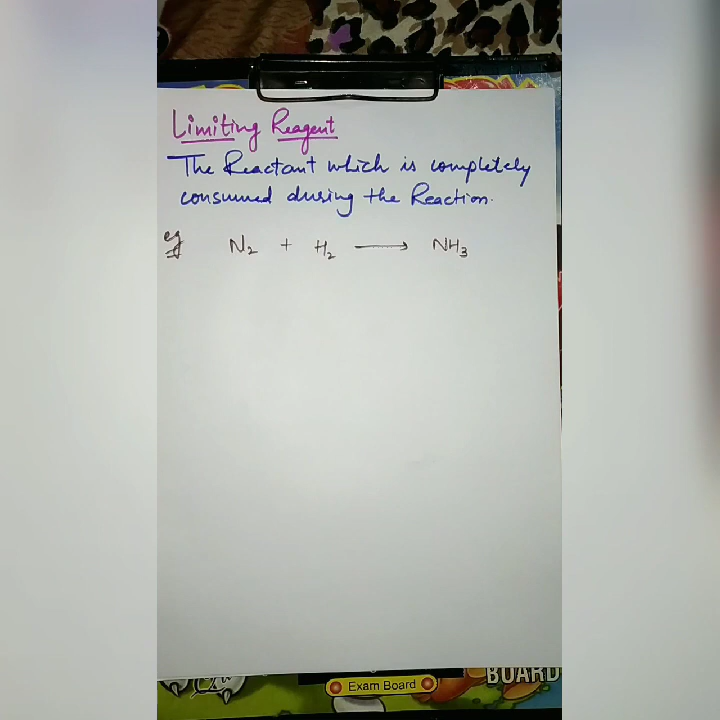 Limiting Reagent
The Reactant which is completely
consumed during the Reaction.
eg N₂ + H₂ ⟶ NH₃
BOARD
Exam Board